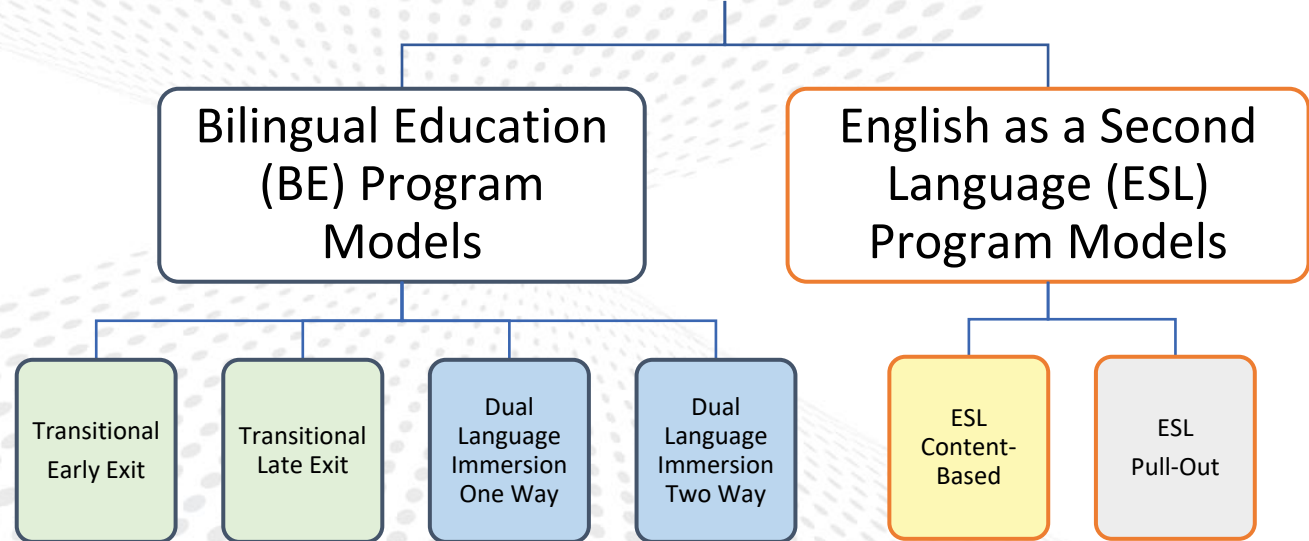 Bilingual Education
(BE) Program
Models
English as a Second
Language (ESL)
Program Models
Transitional
Early Exit
Transitional
Late Exit
Dual
Language
Immersion
One Way
Dual
Language
Immersion
Two Way
ESL
Content-
Based
ESL
Pull-Out